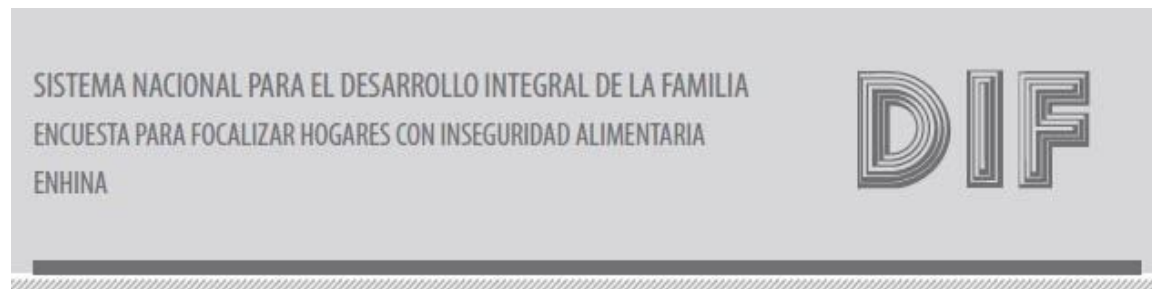 SISTEMA NACIONAL PARA EL DESARROLLO INTEGRAL DE LA FAMILIA
ENCUESTA PARA FOCALIZAR HOGARES CON INSEGURIDAD ALIMENTARIA
ENHINA
DIF